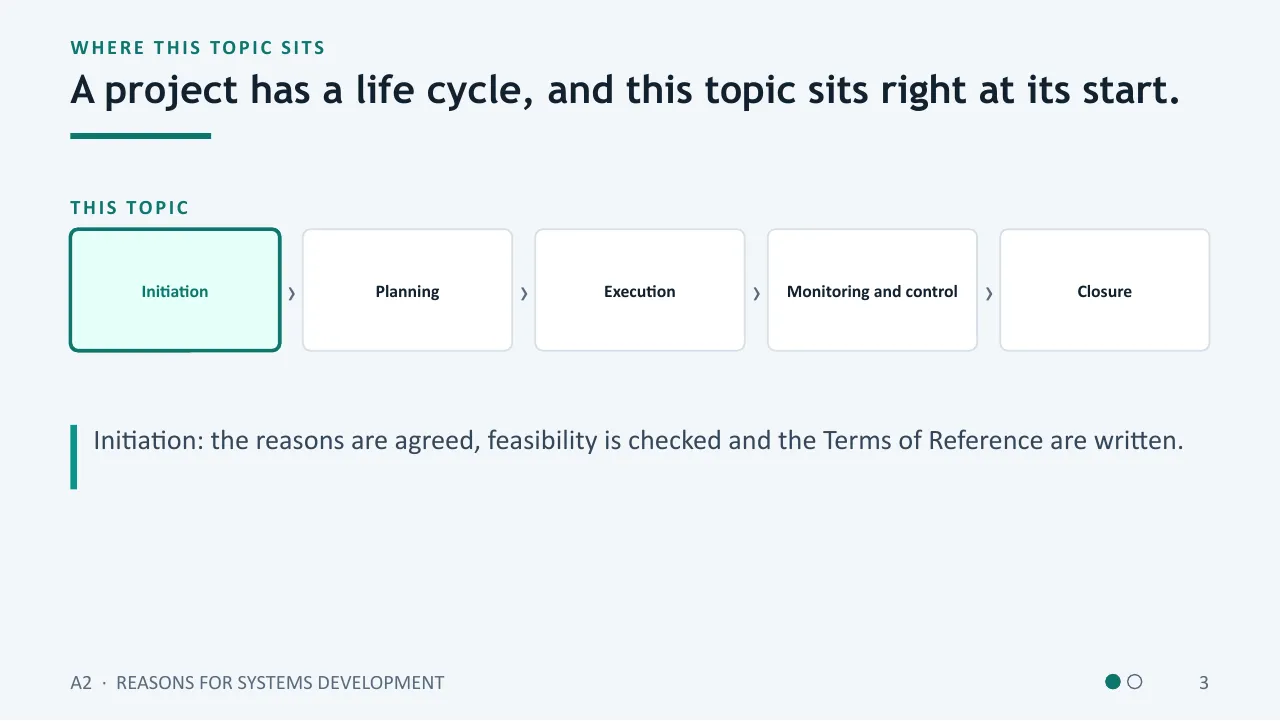 WHERE THIS TOPIC SITS
A project has a life cycle, and this topic sits right at its start.
THIS TOPIC
Initiation › Planning › Execution › Monitoring and control › Closure
Initiation: the reasons are agreed, feasibility is checked and the Terms of Reference are written.
A2 · REASONS FOR SYSTEMS DEVELOPMENT 3